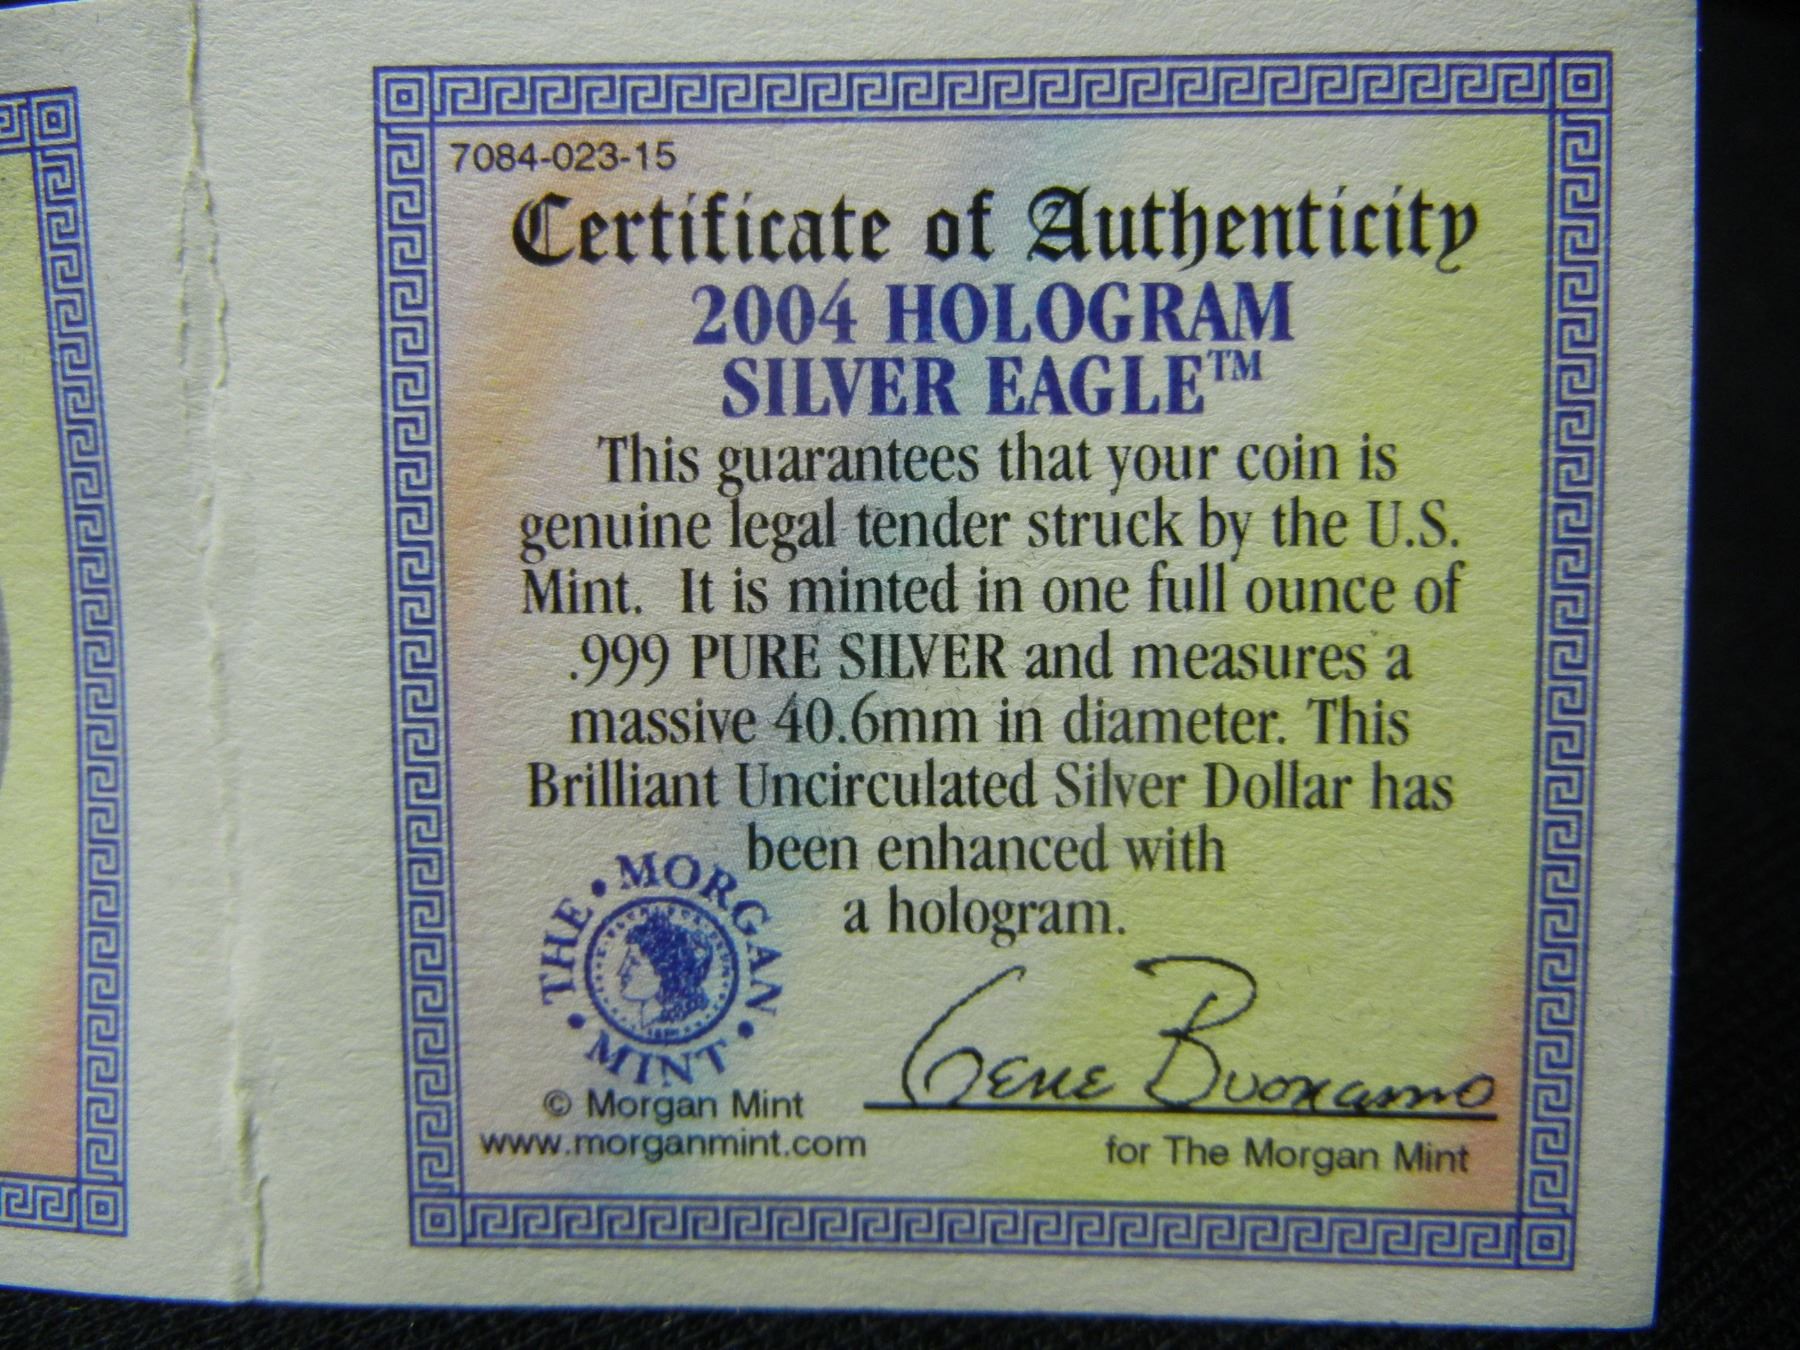 7084-023-15
Certificate of Authenticity
2004 HOLOGRAM
SILVER EAGLE™
This guarantees that your coin is
genuine legal tender struck by the U.S.
Mint. It is minted in one full ounce of
.999 PURE SILVER and measures a
massive 40.6mm in diameter. This
Brilliant Uncirculated Silver Dollar has
been enhanced with
a hologram.
THE • MORGAN • MINT •
Gene Buonamo
© Morgan Mint
www.morganmint.com
for The Morgan Mint